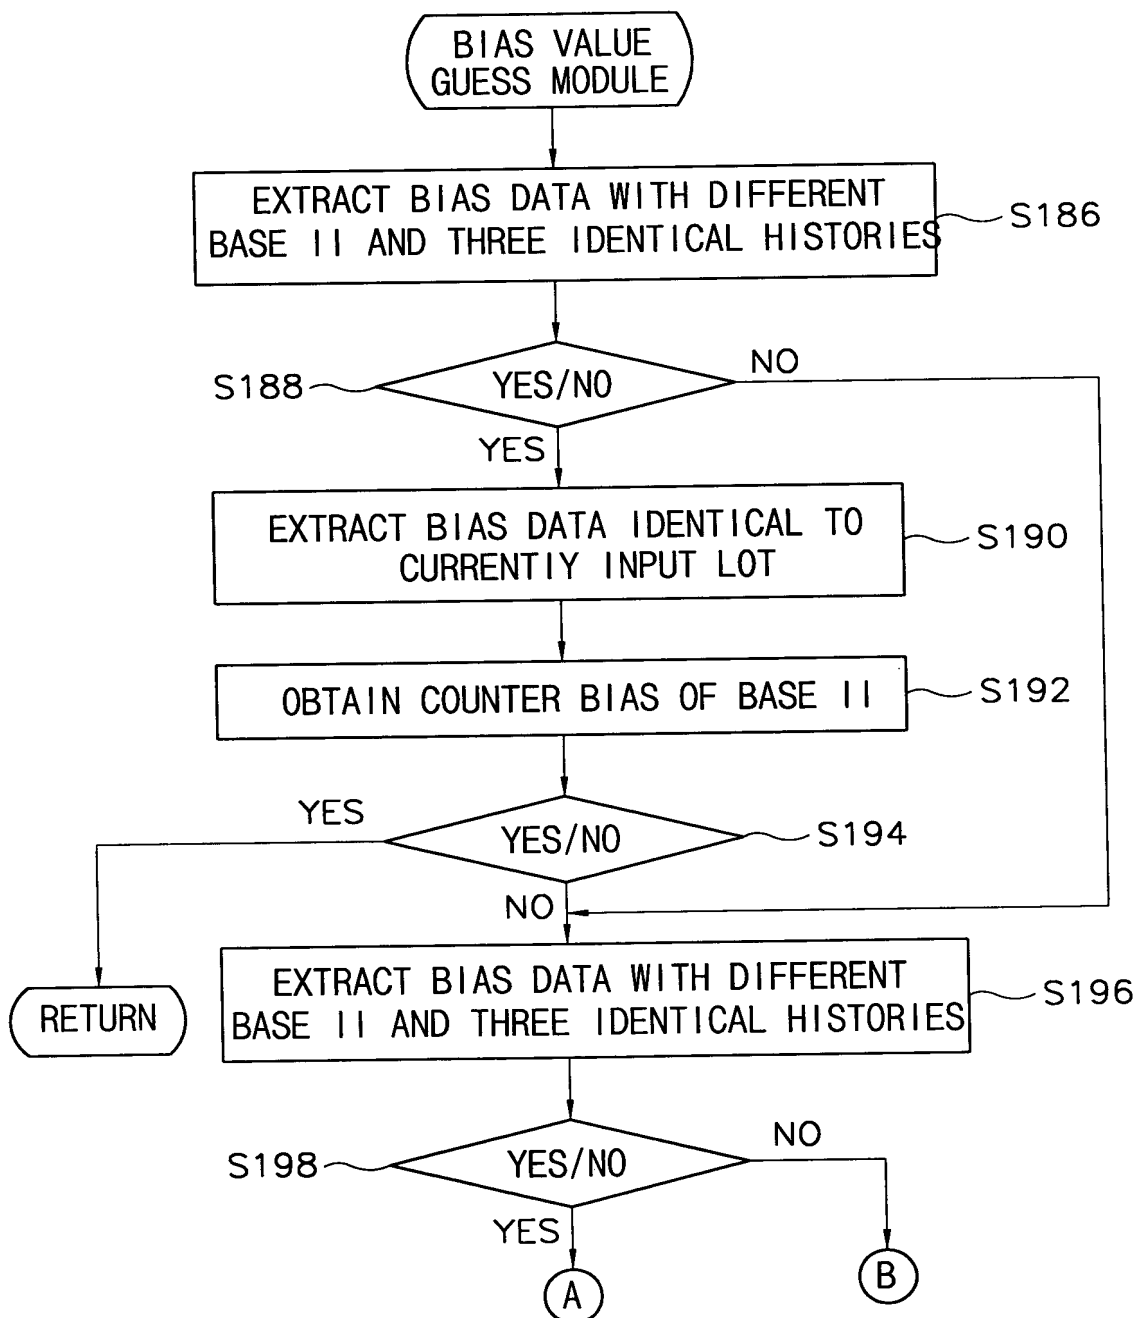 BIAS VALUE
GUESS MODULE
EXTRACT BIAS DATA WITH DIFFERENT
BASE II AND THREE IDENTICAL HISTORIES
S186
S188
YES/NO
NO
YES
EXTRACT BIAS DATA IDENTICAL TO
CURRENTLY INPUT LOT
S190
OBTAIN COUNTER BIAS OF BASE II
S192
YES
YES/NO
S194
NO
EXTRACT BIAS DATA WITH DIFFERENT
BASE II AND THREE IDENTICAL HISTORIES
S196
RETURN
S198
YES/NO
NO
YES
A
B